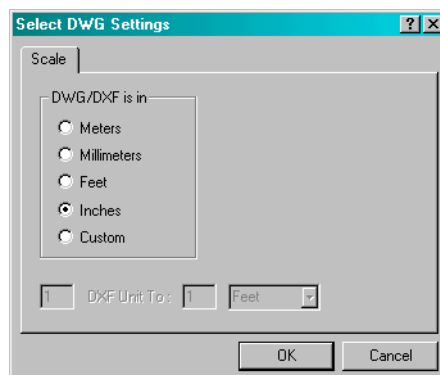 Select DWG Settings
Scale
DWG/DXF is in
Meters
Millimeters
Feet
Inches
Custom
1 DXF Unit To: 1 Feet
OK Cancel